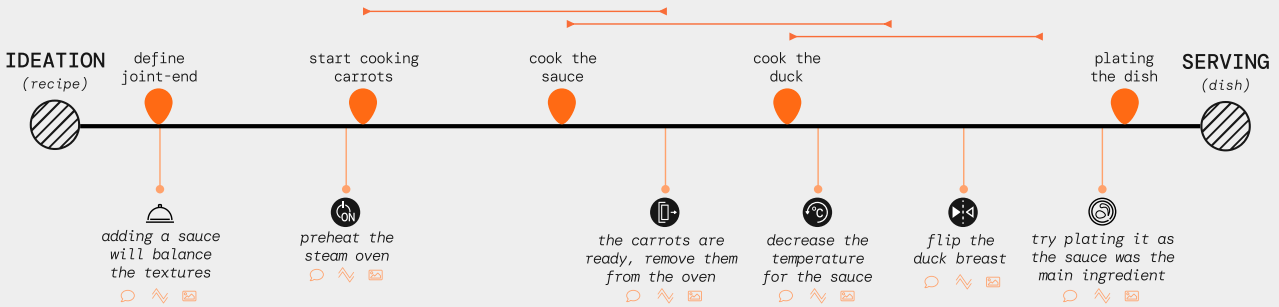 IDEATION
(recipe)
define
joint-end
start cooking
carrots
cook the
sauce
cook the
duck
plating
the dish
SERVING
(dish)
adding a sauce
will balance
the textures
ON
preheat the
steam oven
the carrots are
ready, remove them
from the oven
°C
decrease the
temperature
for the sauce
flip the
duck breast
try plating it as
the sauce was the
main ingredient